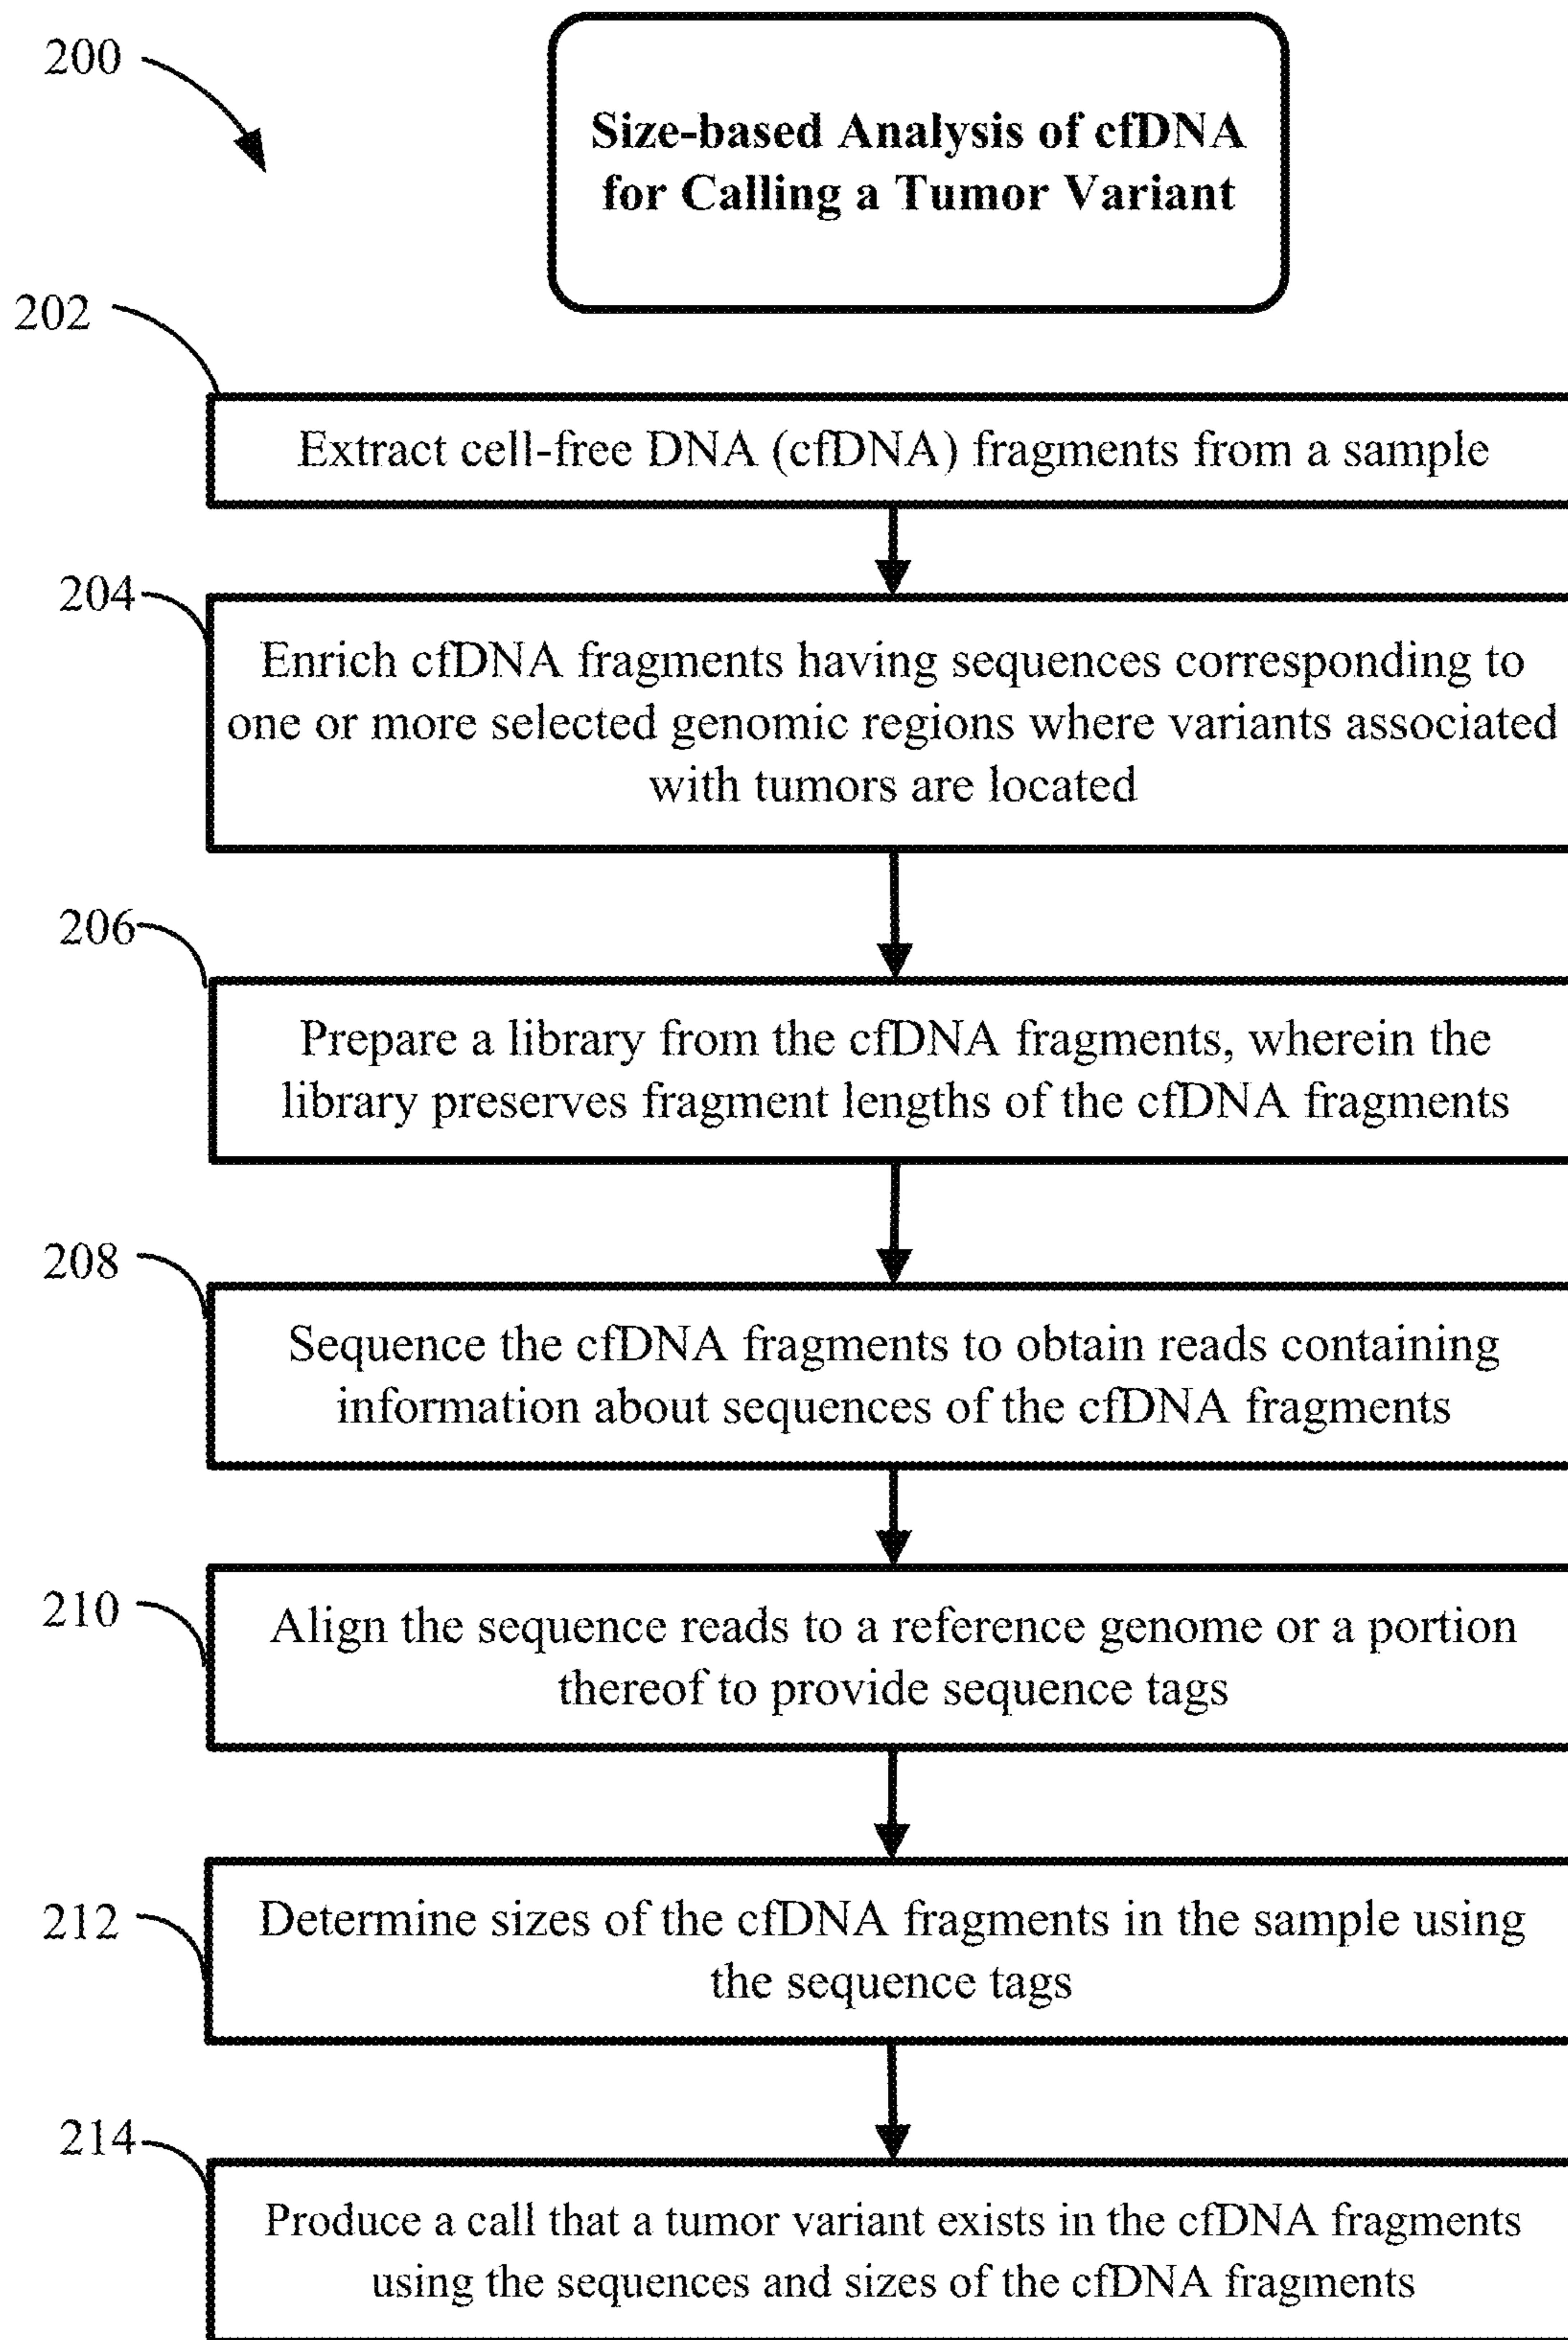 200
Size-based Analysis of cfDNA
for Calling a Tumor Variant
202
Extract cell-free DNA (cfDNA) fragments from a sample
204
Enrich cfDNA fragments having sequences corresponding to
one or more selected genomic regions where variants associated
with tumors are located
206
Prepare a library from the cfDNA fragments, wherein the
library preserves fragment lengths of the cfDNA fragments
208
Sequence the cfDNA fragments to obtain reads containing
information about sequences of the cfDNA fragments
210
Align the sequence reads to a reference genome or a portion
thereof to provide sequence tags
212
Determine sizes of the cfDNA fragments in the sample using
the sequence tags
214
Produce a call that a tumor variant exists in the cfDNA fragments
using the sequences and sizes of the cfDNA fragments